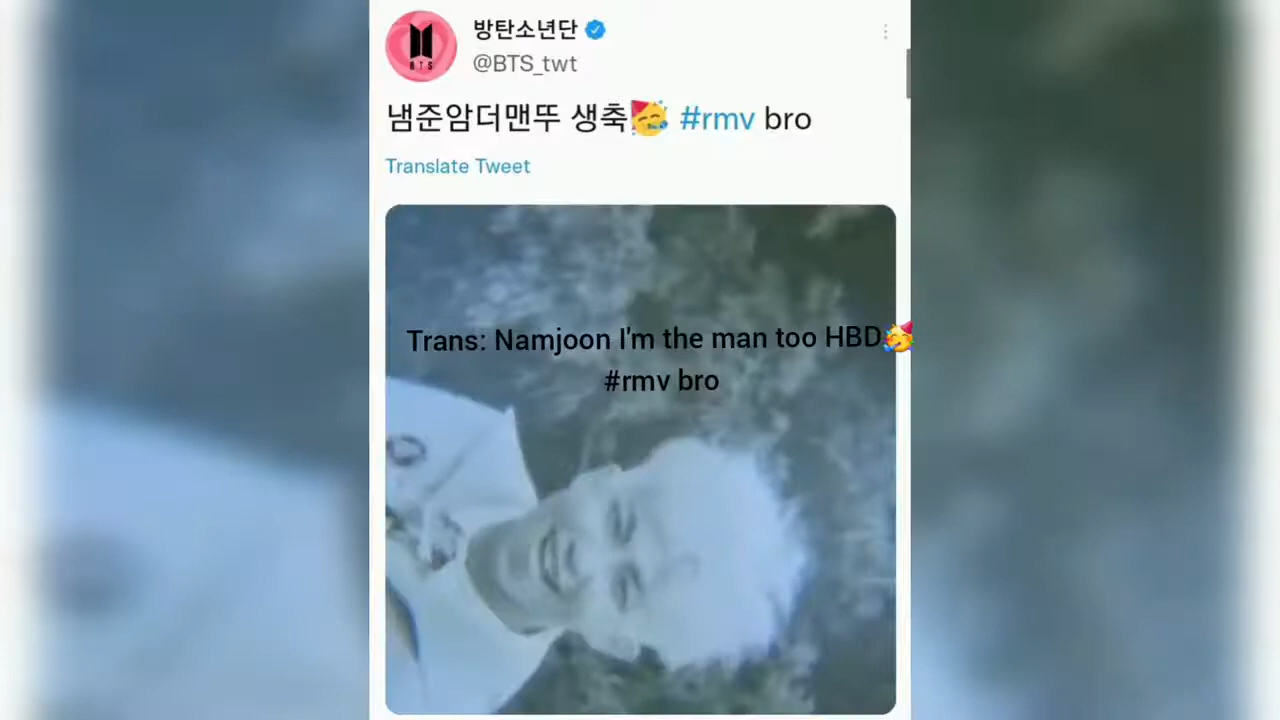 BTS
방탄소년단
@BTS_twt
냄준암더맨뚜 생축🥳 #rmv bro
Translate Tweet
Trans: Namjoon I'm the man too HBD🥳
#rmv bro